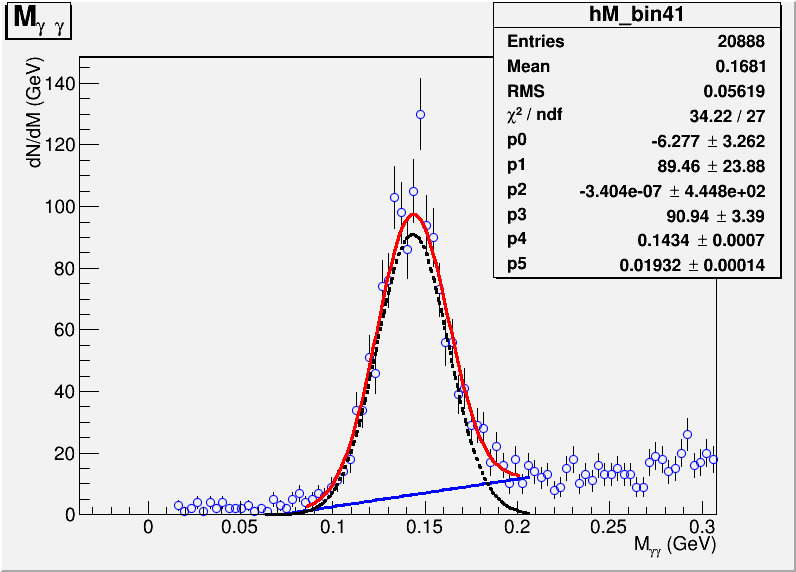 M γ γ
hM_bin41
Entries 20888
Mean 0.1681
RMS 0.05619
χ² / ndf 34.22 / 27
p0 -6.277 ± 3.262
p1 89.46 ± 23.88
p2 -3.404e-07 ± 4.448e+02
p3 90.94 ± 3.39
p4 0.1434 ± 0.0007
p5 0.01932 ± 0.00014
dN/dM (GeV)
140
120
100
80
60
40
20
0
0 0.05 0.1 0.15 0.2 0.25 0.3
M γγ (GeV)